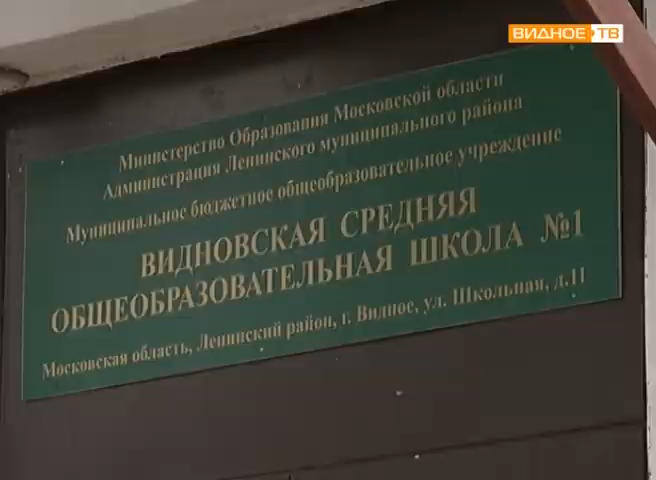 ВИДНОЕ ТВ
Министерство Образования Московской области
Администрация Ленинского муниципального района
Муниципальное бюджетное общеобразовательное учреждение
ВИДНОВСКАЯ СРЕДНЯЯ
ОБЩЕОБРАЗОВАТЕЛЬНАЯ ШКОЛА №1
Московская область, Ленинский район, г. Видное, ул. Школьная, д.11